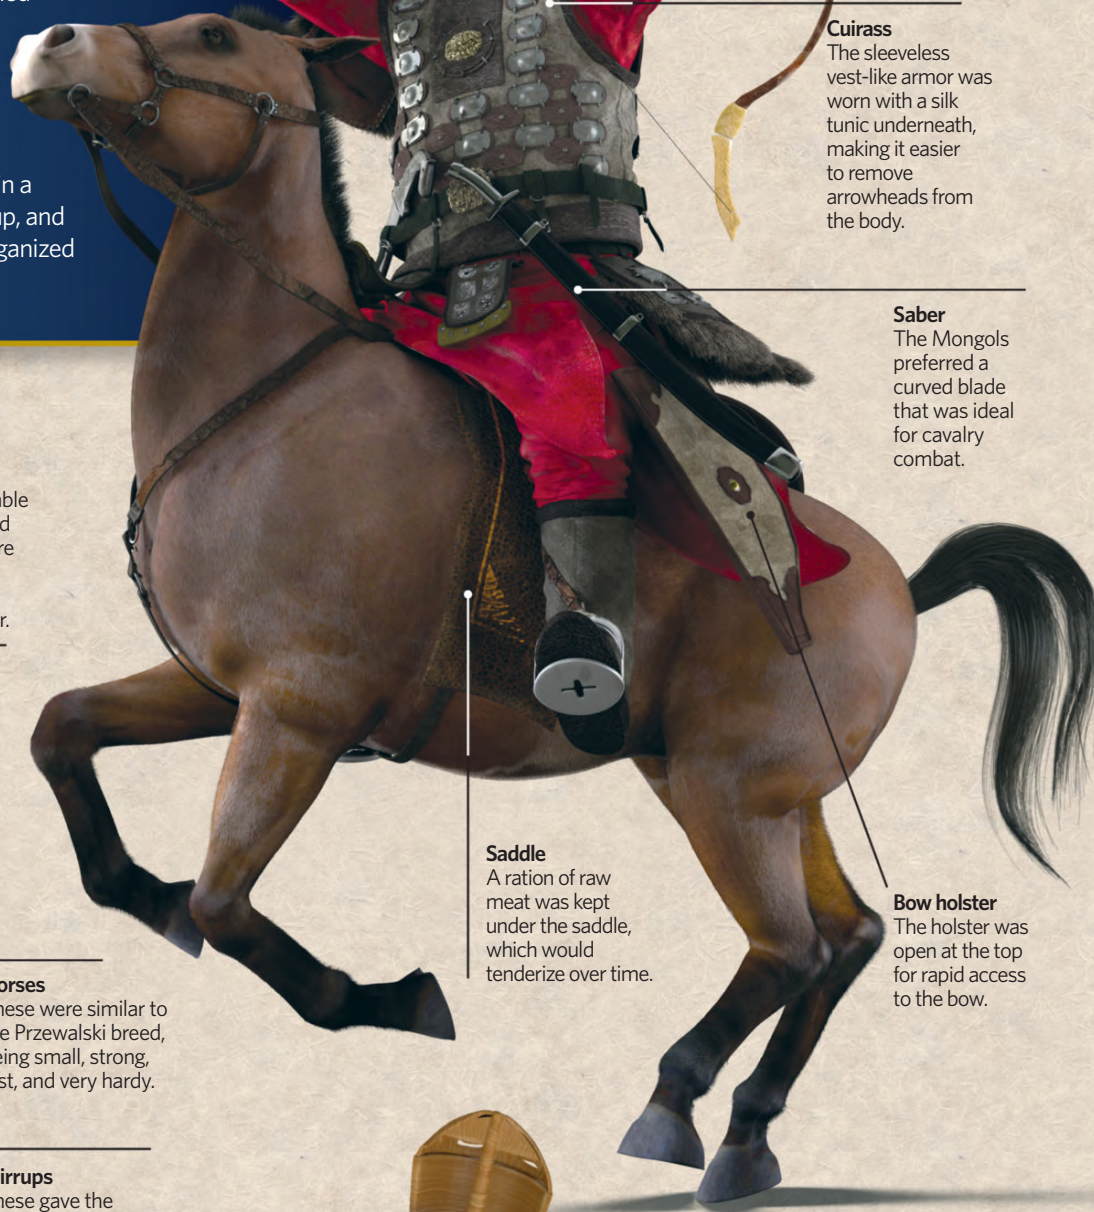 n a
up, and
ganized
Cuirass
The sleeveless
vest-like armor was
worn with a silk
tunic underneath,
making it easier
to remove
arrowheads from
the body.
Saber
The Mongols
preferred a
curved blade
that was ideal
for cavalry
combat.
able
d
re
r.
Saddle
A ration of raw
meat was kept
under the saddle,
which would
tenderize over time.
Bow holster
The holster was
open at the top
for rapid access
to the bow.
orses
hese were similar to
e Przewalski breed,
eing small, strong,
st, and very hardy.
irrups
hese gave the